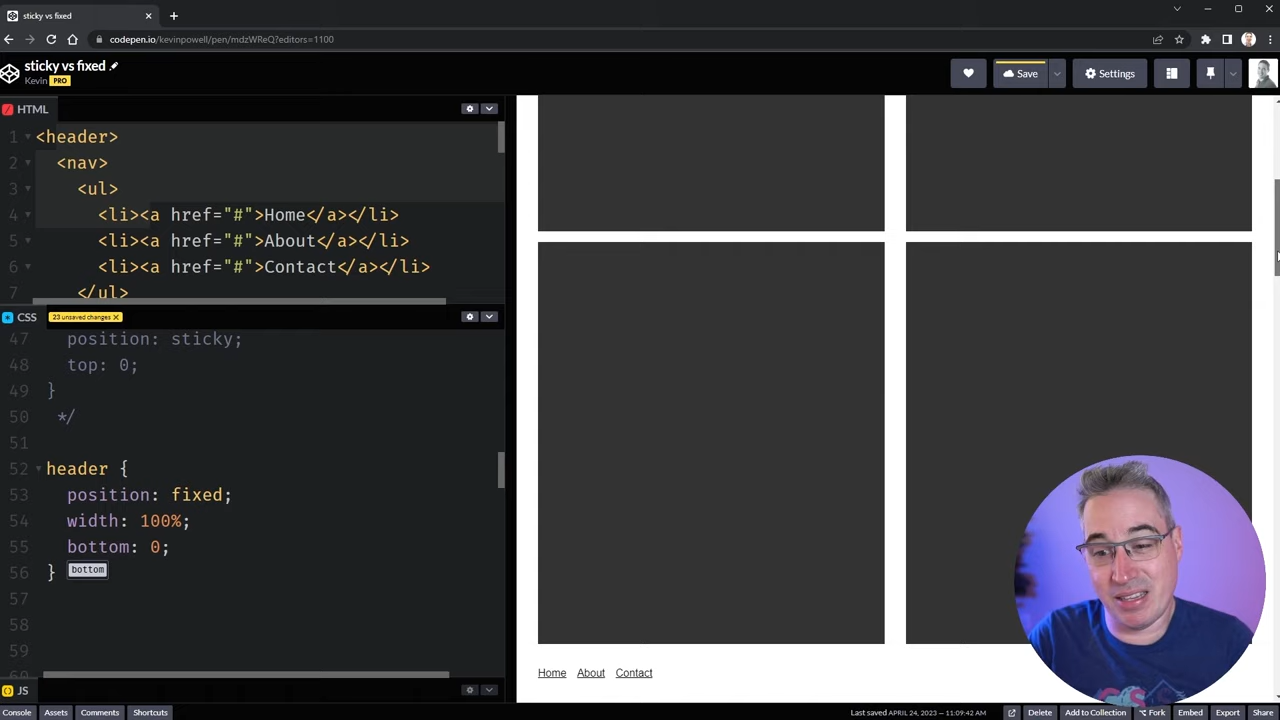 sticky vs fixed
codepen.io/kevinpowell/pen/mdzWReQ?editors=1100
sticky vs fixed
Kevin PRO
Save
Settings
HTML
1 <header>
2 <nav>
3 <ul>
4 <li><a href="#">Home</a></li>
5 <li><a href="#">About</a></li>
6 <li><a href="#">Contact</a></li>
7 </ul>
CSS 23 unsaved changes
47 position: sticky;
48 top: 0;
49 }
50 */
51
52 header {
53 position: fixed;
54 width: 100%;
55 bottom: 0;
56 } bottom
57
58
59
60
JS
Home About Contact
Console Assets Comments Shortcuts
Last saved APRIL 24, 2023 — 11:09:42 AM
Delete Add to Collection Fork Embed Export Share